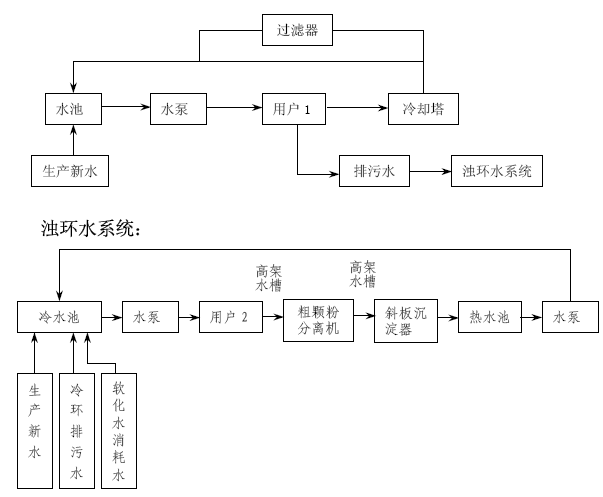 过滤器
水池
水泵
用户1
冷却塔
生产新水
排污水
浊环水系统
浊环水系统：
高架
水槽
高架
水槽
冷水池
水泵
用户2
粗颗粉
分离机
斜板沉
淀器
热水池
水泵
生产新水
冷环排污水
软化水消耗水